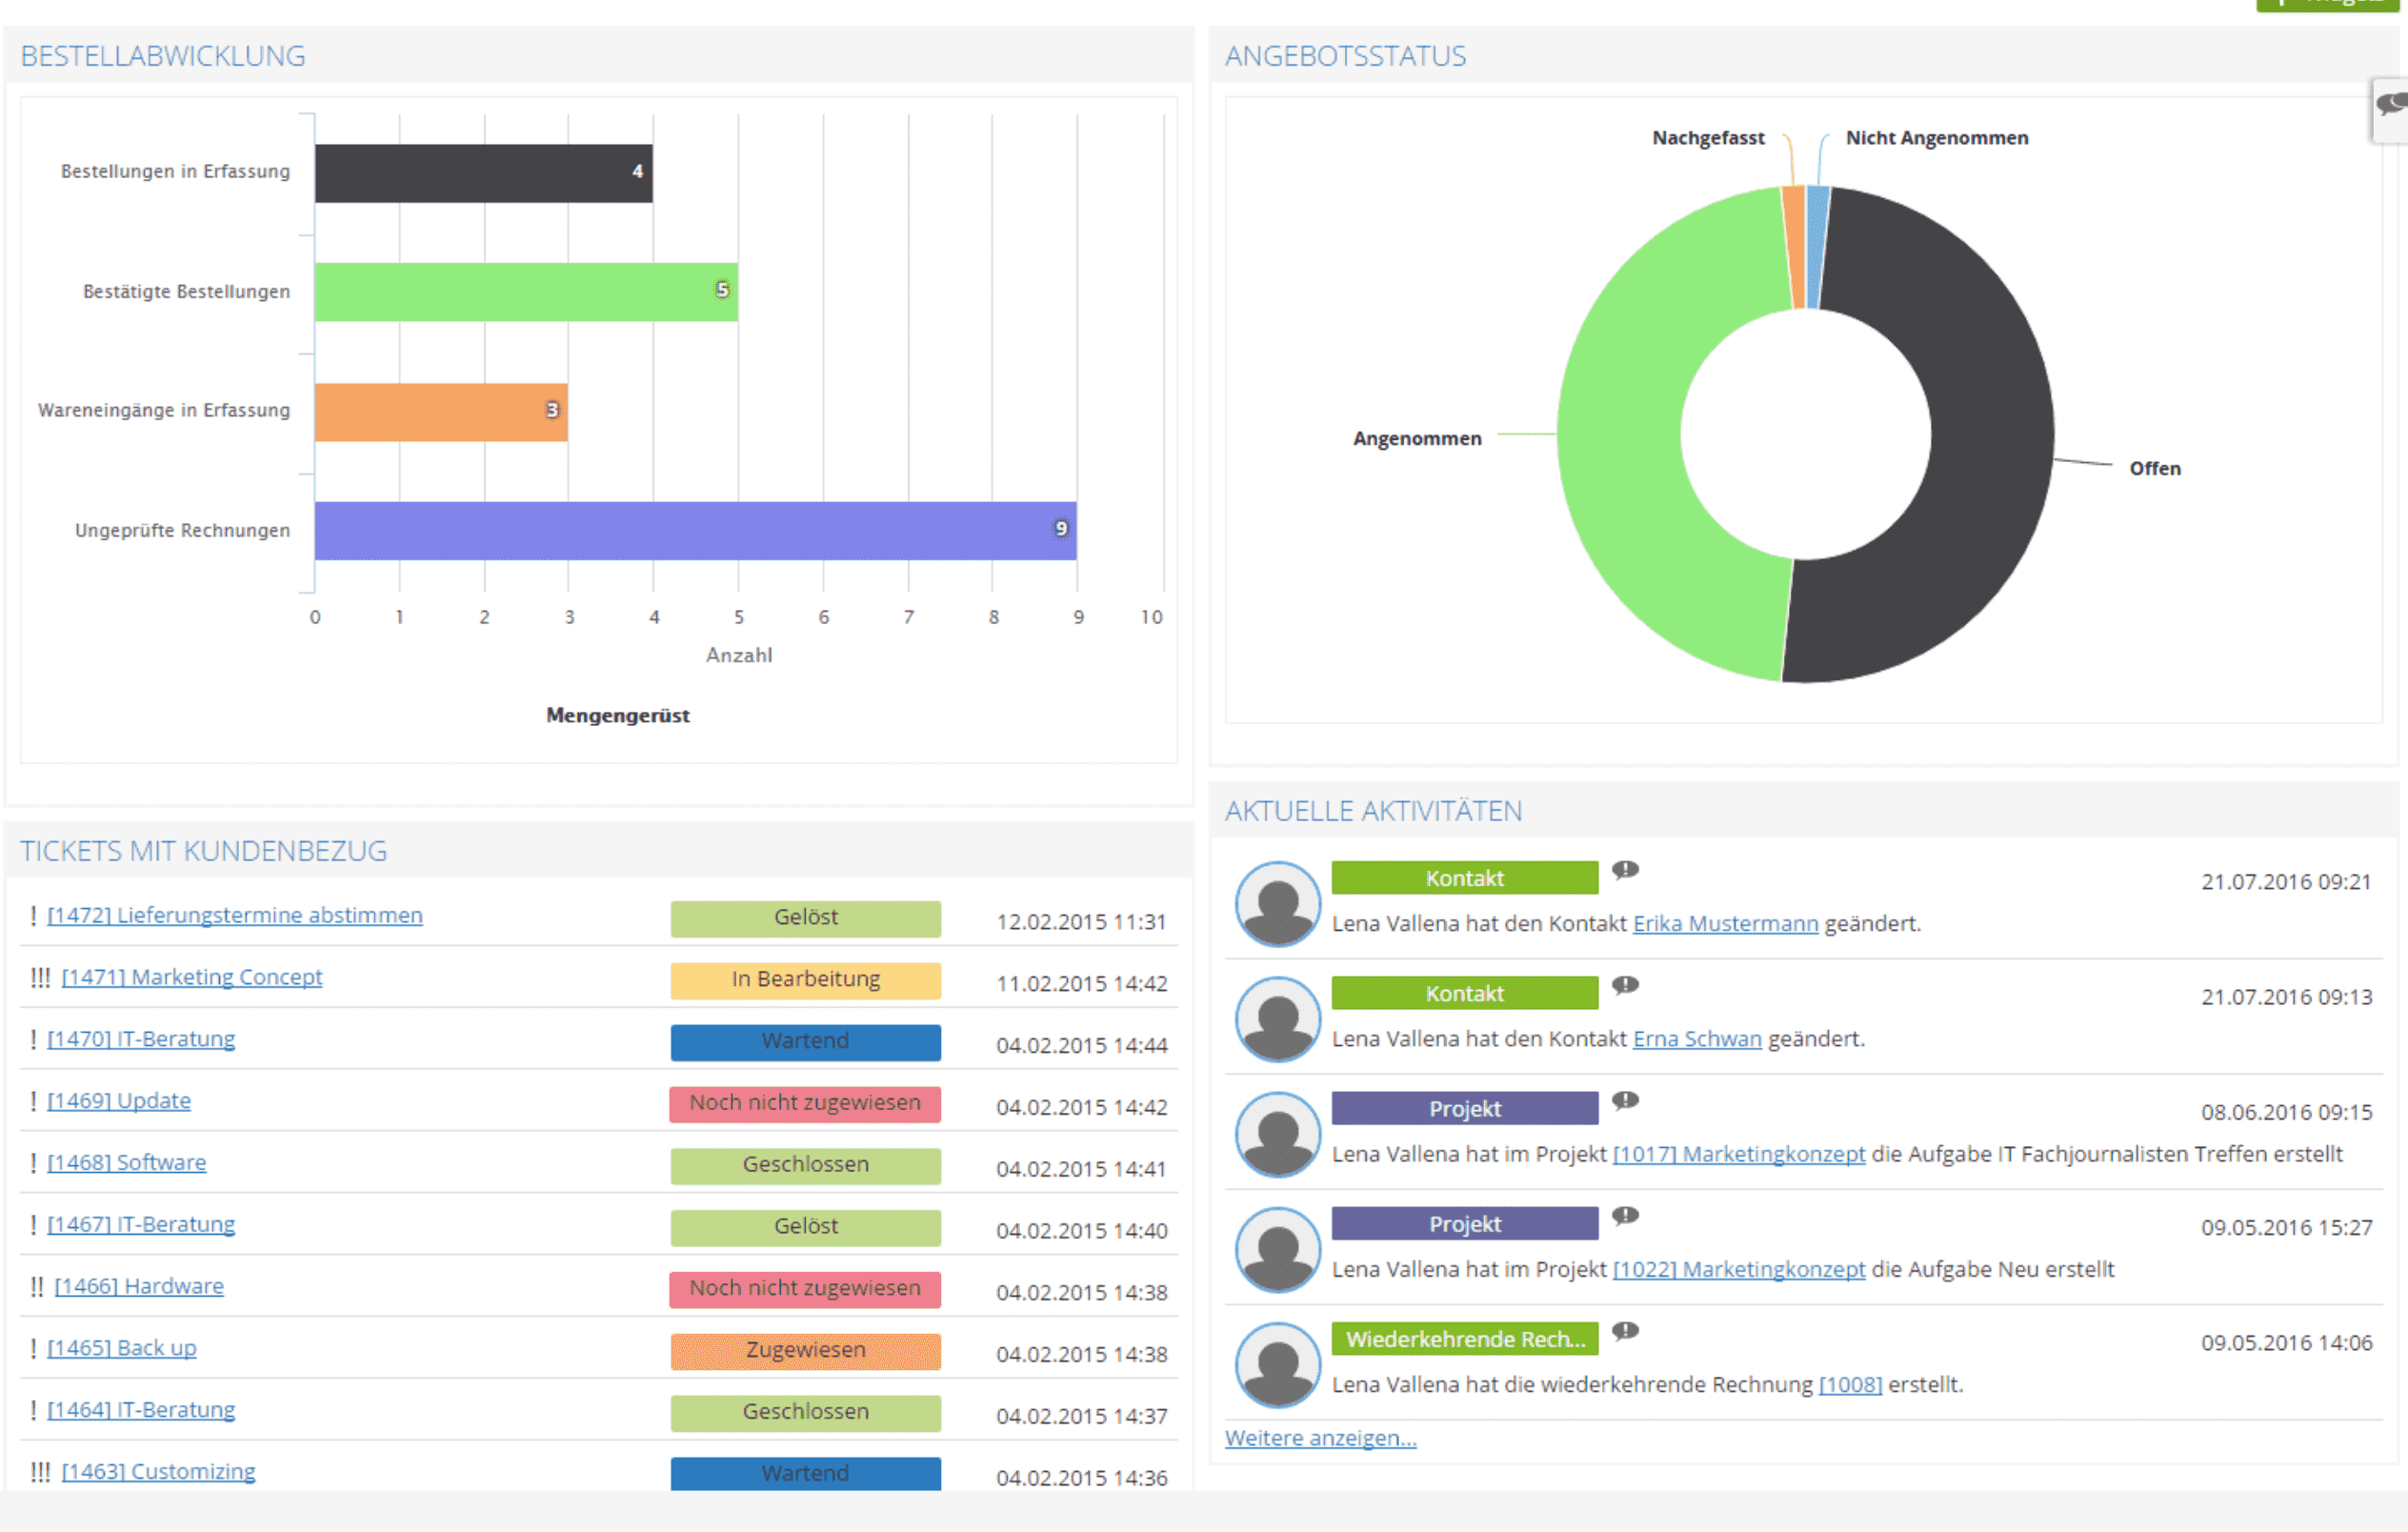 BESTELLABWICKLUNG
Bestellungen in Erfassung
4
Bestätigte Bestellungen
5
Wareneingänge in Erfassung
3
Ungeprüfte Rechnungen
9
0 1 2 3 4 5 6 7 8 9 10
Anzahl
Mengengerüst
ANGEBOTSSTATUS
Nachgefasst
Nicht Angenommen
Angenommen
Offen
TICKETS MIT KUNDENBEZUG
! [1472] Lieferungstermine abstimmen Gelöst 12.02.2015 11:31
!!! [1471] Marketing Concept In Bearbeitung 11.02.2015 14:42
! [1470] IT-Beratung Wartend 04.02.2015 14:44
! [1469] Update Noch nicht zugewiesen 04.02.2015 14:42
! [1468] Software Geschlossen 04.02.2015 14:41
! [1467] IT-Beratung Gelöst 04.02.2015 14:40
!! [1466] Hardware Noch nicht zugewiesen 04.02.2015 14:38
! [1465] Back up Zugewiesen 04.02.2015 14:38
! [1464] IT-Beratung Geschlossen 04.02.2015 14:37
!!! [1463] Customizing Wartend 04.02.2015 14:36
AKTUELLE AKTIVITÄTEN
Kontakt 21.07.2016 09:21
Lena Vallena hat den Kontakt Erika Mustermann geändert.
Kontakt 21.07.2016 09:13
Lena Vallena hat den Kontakt Erna Schwan geändert.
Projekt 08.06.2016 09:15
Lena Vallena hat im Projekt [1017] Marketingkonzept die Aufgabe IT Fachjournalisten Treffen erstellt
Projekt 09.05.2016 15:27
Lena Vallena hat im Projekt [1022] Marketingkonzept die Aufgabe Neu erstellt
Wiederkehrende Rech... 09.05.2016 14:06
Lena Vallena hat die wiederkehrende Rechnung [1008] erstellt.
Weitere anzeigen...